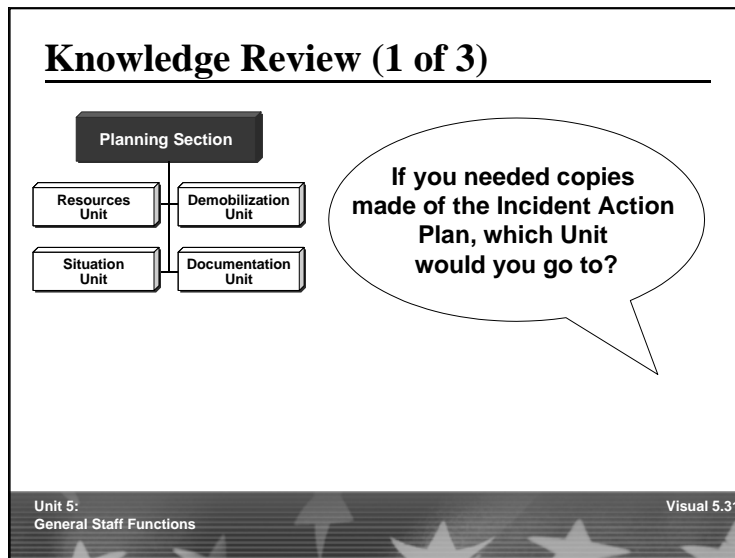 Knowledge Review (1 of 3)
Planning Section
Resources
Unit
Demobilization
Unit
Situation
Unit
Documentation
Unit
If you needed copies
made of the Incident Action
Plan, which Unit
would you go to?
Unit 5:
General Staff Functions
Visual 5.31